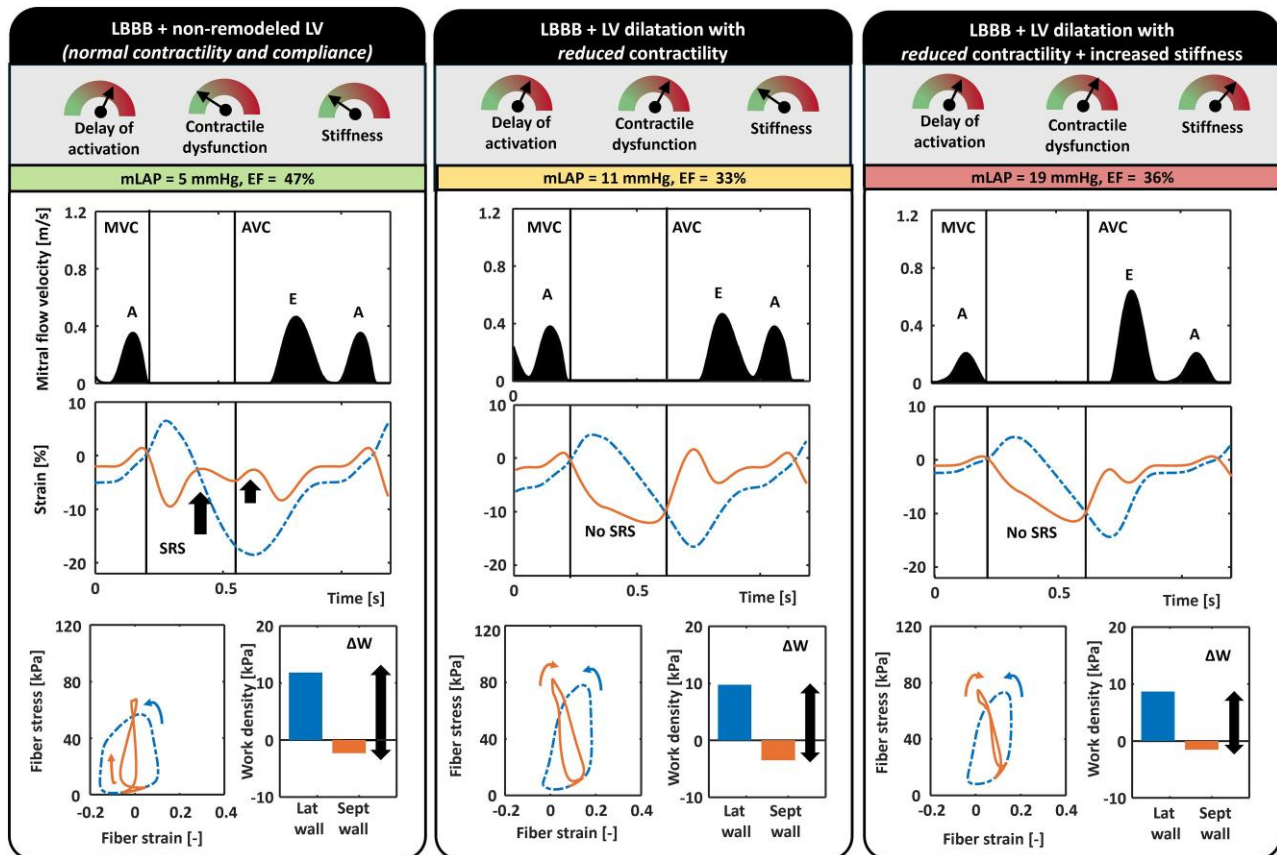 LBBB + non-remodeled LV
(normal contractility and compliance)
Delay of
activation
Contractile
dysfunction
Stiffness
mLAP = 5 mmHg, EF = 47%
Mitral flow velocity [m/s]
1.2
0.8
0.4
0
MVC
AVC
A
E
A
Strain [%]
10
0
-10
-20
SRS
0
0.5
Time [s]
Fiber stress [kPa]
120
80
40
0
-0.2
0
0.2
0.4
Fiber strain [-]
Work density [kPa]
20
10
0
-10
ΔW
Lat
wall
Sept
wall
LBBB + LV dilatation with
reduced contractility
Delay of
activation
Contractile
dysfunction
Stiffness
mLAP = 11 mmHg, EF = 33%
1.2
0.8
0.4
0
0
MVC
AVC
A
E
A
10
0
-10
-20
No SRS
0
0.5
Time [s]
Fiber stress [kPa]
120
80
40
0
-0.2
0
0.2
0.4
Fiber strain [-]
Work density [kPa]
20
10
0
-10
ΔW
Lat
wall
Sept
wall
LBBB + LV dilatation with
reduced contractility + increased stiffness
Delay of
activation
Contractile
dysfunction
Stiffness
mLAP = 19 mmHg, EF = 36%
1.2
0.8
0.4
0
MVC
AVC
A
E
A
10
0
-10
-20
No SRS
0
0.5
Time [s]
Fiber stress [kPa]
120
80
40
0
-0.2
0
0.2
0.4
Fiber strain [-]
Work density [kPa]
20
10
0
-10
ΔW
Lat
wall
Sept
wall